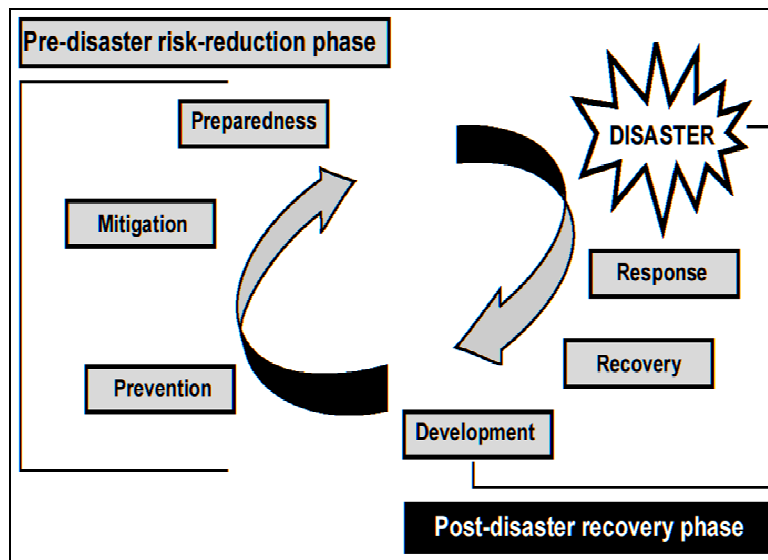 Pre-disaster risk-reduction phase
Preparedness
DISASTER
Mitigation
Response
Recovery
Prevention
Development
Post-disaster recovery phase